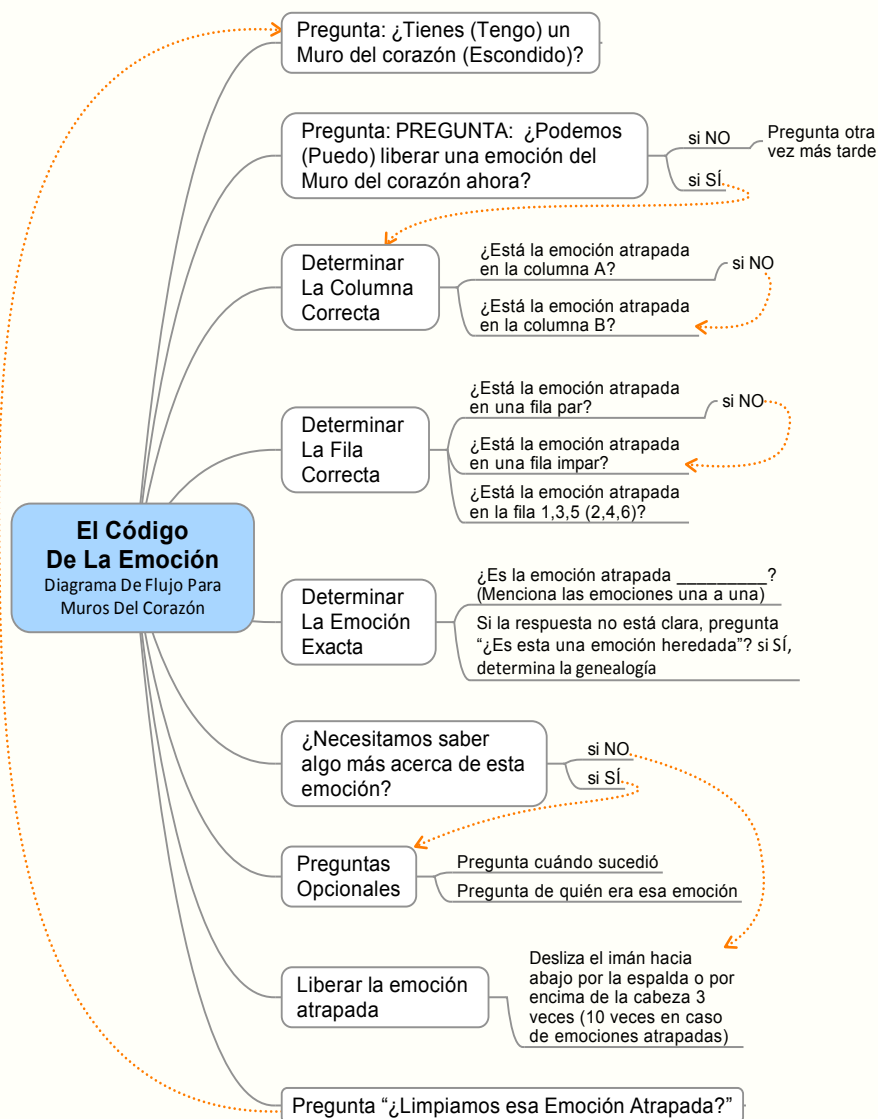 Pregunta: ¿Tienes (Tengo) un
Muro del corazón (Escondido)?
Pregunta: PREGUNTA: ¿Podemos
(Puedo) liberar una emoción del
Muro del corazón ahora?
si NO
Pregunta otra
vez más tarde
si SÍ
Determinar
La Columna
Correcta
¿Está la emoción atrapada
en la columna A?
si NO
¿Está la emoción atrapada
en la columna B?
Determinar
La Fila
Correcta
¿Está la emoción atrapada
en una fila par?
si NO
¿Está la emoción atrapada
en una fila impar?
¿Está la emoción atrapada
en la fila 1,3,5 (2,4,6)?
El Código
De La Emoción
Diagrama De Flujo Para
Muros Del Corazón
Determinar
La Emoción
Exacta
¿Es la emoción atrapada _________?
(Menciona las emociones una a una)
Si la respuesta no está clara, pregunta
“¿Es esta una emoción heredada”? si SÍ,
determina la genealogía
¿Necesitamos saber
algo más acerca de esta
emoción?
si NO
si SÍ
Preguntas
Opcionales
Pregunta cuándo sucedió
Pregunta de quién era esa emoción
Liberar la emoción
atrapada
Desliza el imán hacia
abajo por la espalda o por
encima de la cabeza 3
veces (10 veces en caso
de emociones atrapadas)
Pregunta “¿Limpiamos esa Emoción Atrapada?”